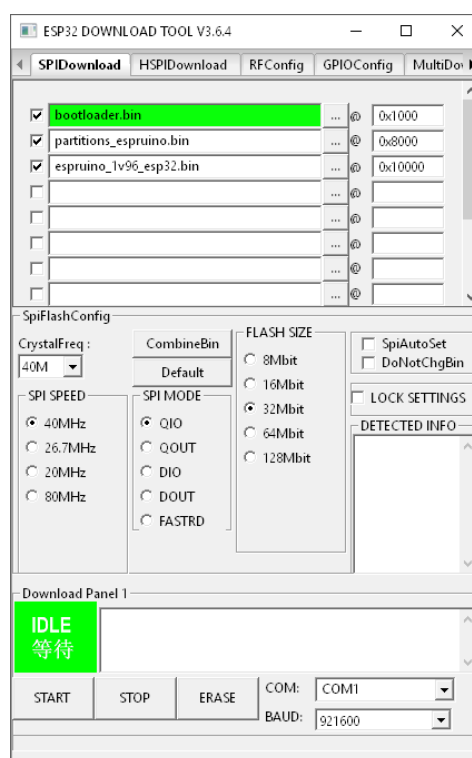 ESP32 DOWNLOAD TOOL V3.6.4
SPIDownload HSPIDownload RFConfig GPIOConfig
bootloader.bin ... @ 0x1000
partitions_espruino.bin ... @ 0x8000
espruino_1v96_esp32.bin ... @ 0x10000
... @
... @
... @
... @
... @
SpiFlashConfig
CrystalFreq :
40M
CombineBin
Default
SPI SPEED
40MHz
26.7MHz
20MHz
80MHz
SPI MODE
QIO
QOUT
DIO
DOUT
FASTRD
FLASH SIZE
8Mbit
16Mbit
32Mbit
64Mbit
128Mbit
SpiAutoSet
DoNotChgBin
LOCK SETTINGS
DETECTED INFO
Download Panel 1
IDLE
等待
START STOP ERASE
COM: COM1
BAUD: 921600